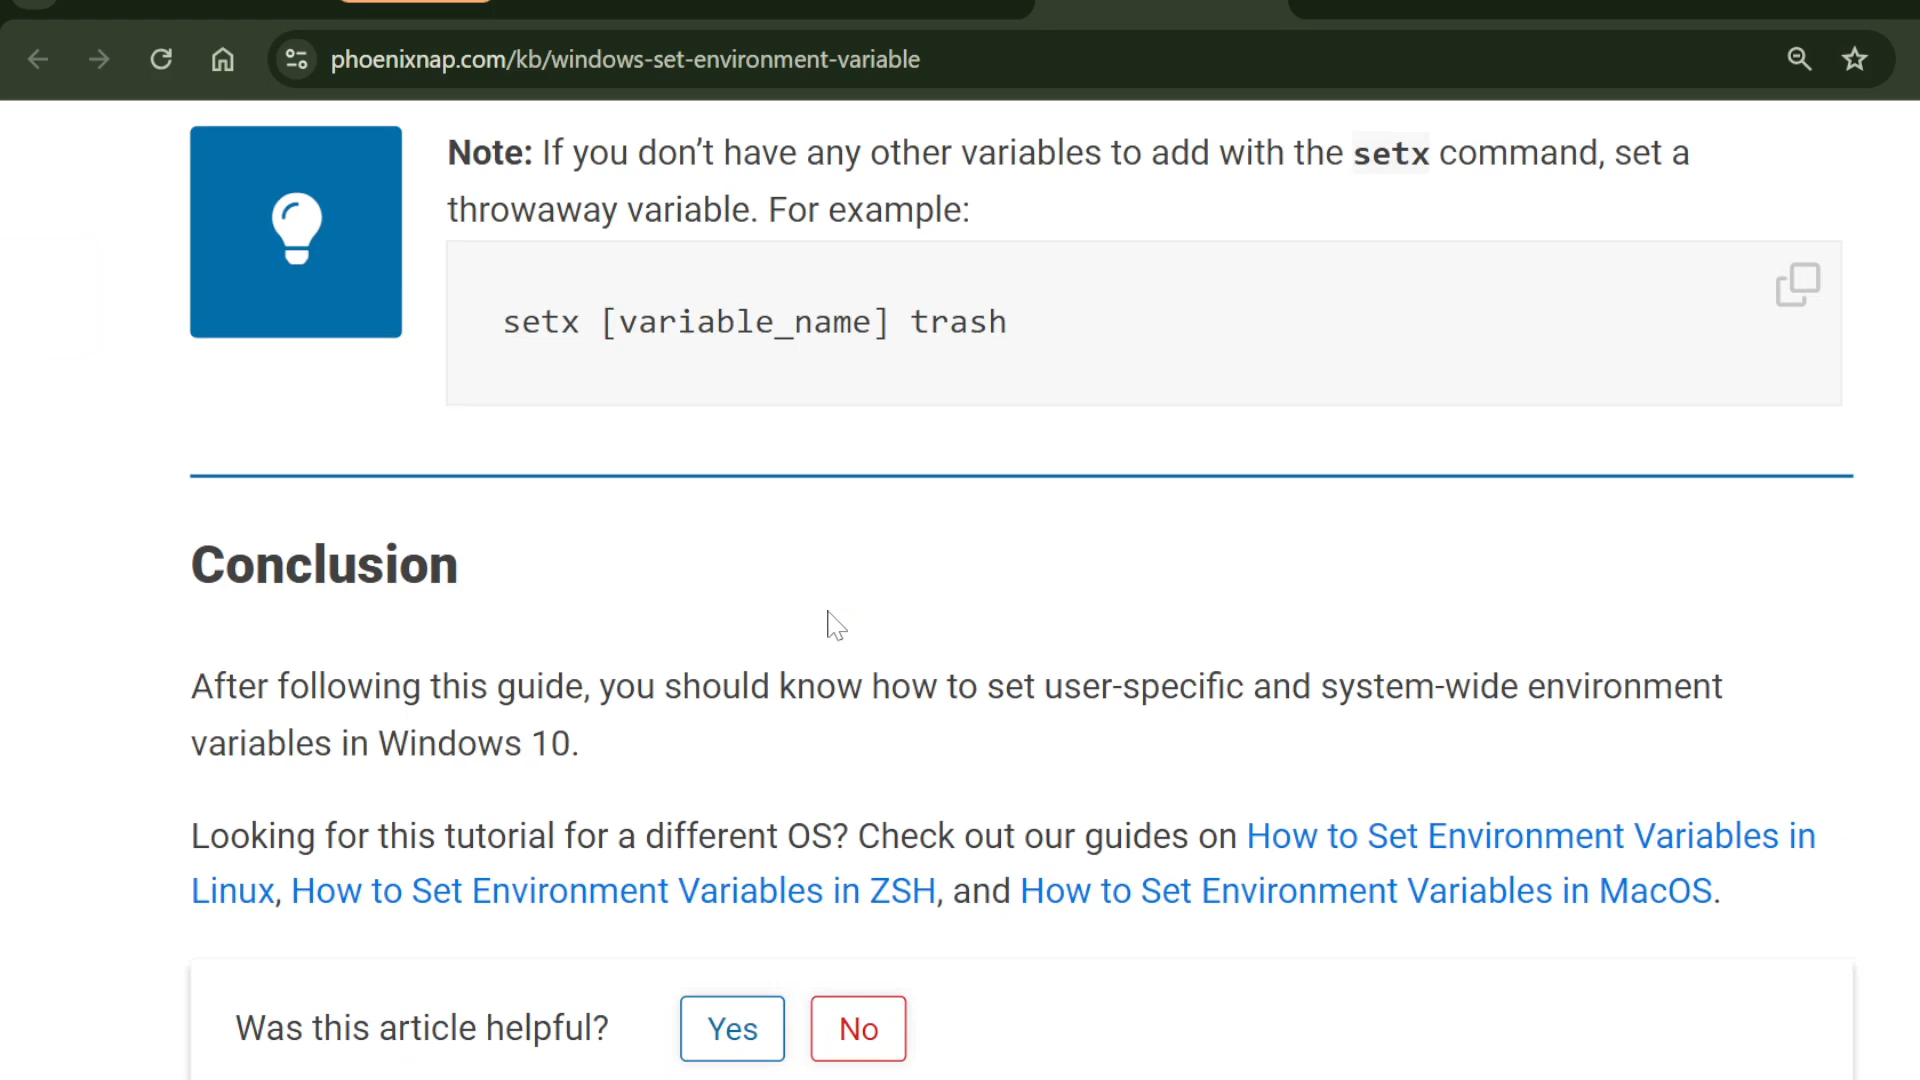 phoenixnap.com/kb/windows-set-environment-variable
Note: If you don’t have any other variables to add with the setx command, set a
throwaway variable. For example:
setx [variable_name] trash
Conclusion
After following this guide, you should know how to set user-specific and system-wide environment
variables in Windows 10.
Looking for this tutorial for a different OS? Check out our guides on How to Set Environment Variables in
Linux, How to Set Environment Variables in ZSH, and How to Set Environment Variables in MacOS.
Was this article helpful? Yes No